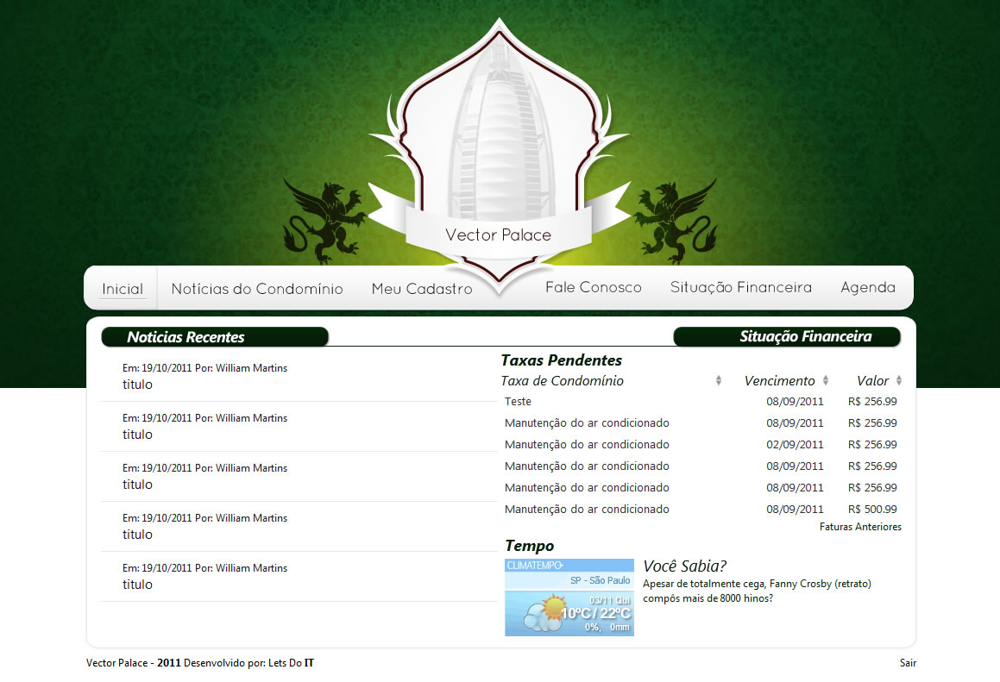 Vector Palace
Inicial Notícias do Condomínio Meu Cadastro Fale Conosco Situação Financeira Agenda
Noticias Recentes
Em: 19/10/2011 Por: William Martins
titulo
Em: 19/10/2011 Por: William Martins
titulo
Em: 19/10/2011 Por: William Martins
titulo
Em: 19/10/2011 Por: William Martins
titulo
Em: 19/10/2011 Por: William Martins
titulo
Situação Financeira
Taxas Pendentes
Taxa de Condomínio Vencimento Valor
Teste 08/09/2011 R$ 256.99
Manutenção do ar condicionado 08/09/2011 R$ 256.99
Manutenção do ar condicionado 02/09/2011 R$ 256.99
Manutenção do ar condicionado 08/09/2011 R$ 256.99
Manutenção do ar condicionado 08/09/2011 R$ 256.99
Manutenção do ar condicionado 08/09/2011 R$ 500.99
Faturas Anteriores
Tempo
CLIMATEMPO
SP - São Paulo
03/11 Qui
10ºC / 22ºC
0%, 0mm
Você Sabia?
Apesar de totalmente cega, Fanny Crosby (retrato)
compôs mais de 8000 hinos?
Vector Palace - 2011 Desenvolvido por: Lets Do IT Sair